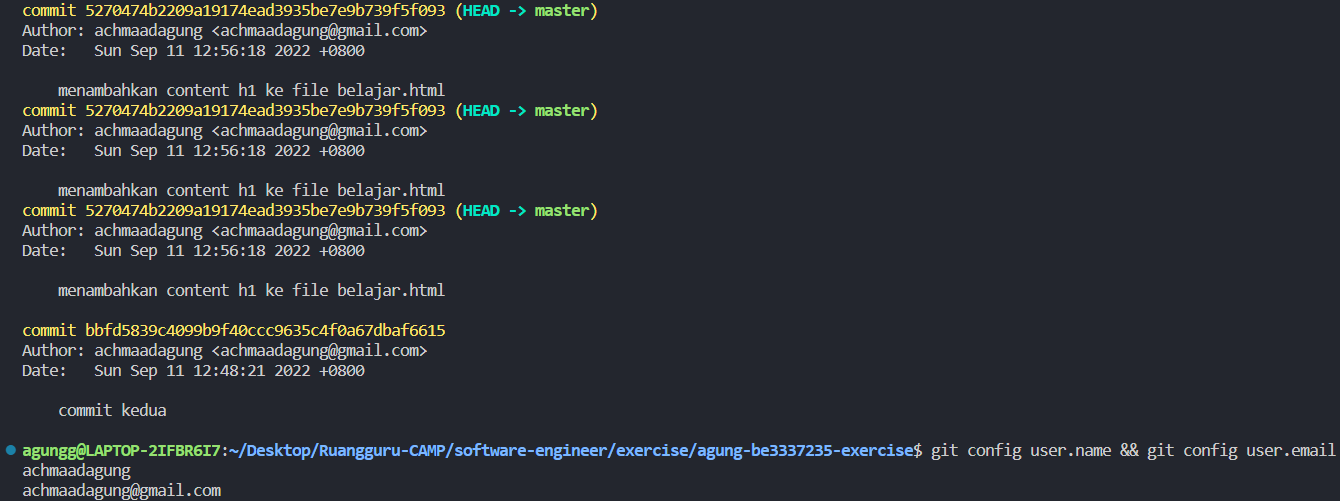 commit 5270474b2209a19174ead3935be7e9b739f5f093 (HEAD -> master)
Author: achmaadagung <achmaadagung@gmail.com>
Date:   Sun Sep 11 12:56:18 2022 +0800
menambahkan content h1 ke file belajar.html
commit 5270474b2209a19174ead3935be7e9b739f5f093 (HEAD -> master)
Author: achmaadagung <achmaadagung@gmail.com>
Date:   Sun Sep 11 12:56:18 2022 +0800
menambahkan content h1 ke file belajar.html
commit 5270474b2209a19174ead3935be7e9b739f5f093 (HEAD -> master)
Author: achmaadagung <achmaadagung@gmail.com>
Date:   Sun Sep 11 12:56:18 2022 +0800
menambahkan content h1 ke file belajar.html
commit bbfd5839c4099b9f40ccc9635c4f0a67dbaf6615
Author: achmaadagung <achmaadagung@gmail.com>
Date:   Sun Sep 11 12:48:21 2022 +0800
commit kedua
agungg@LAPTOP-2IFBR6I7:~/Desktop/Ruangguru-CAMP/software-engineer/exercise/agung-be3337235-exercise$ git config user.name && git config user.email
achmaadagung
achmaadagung@gmail.com